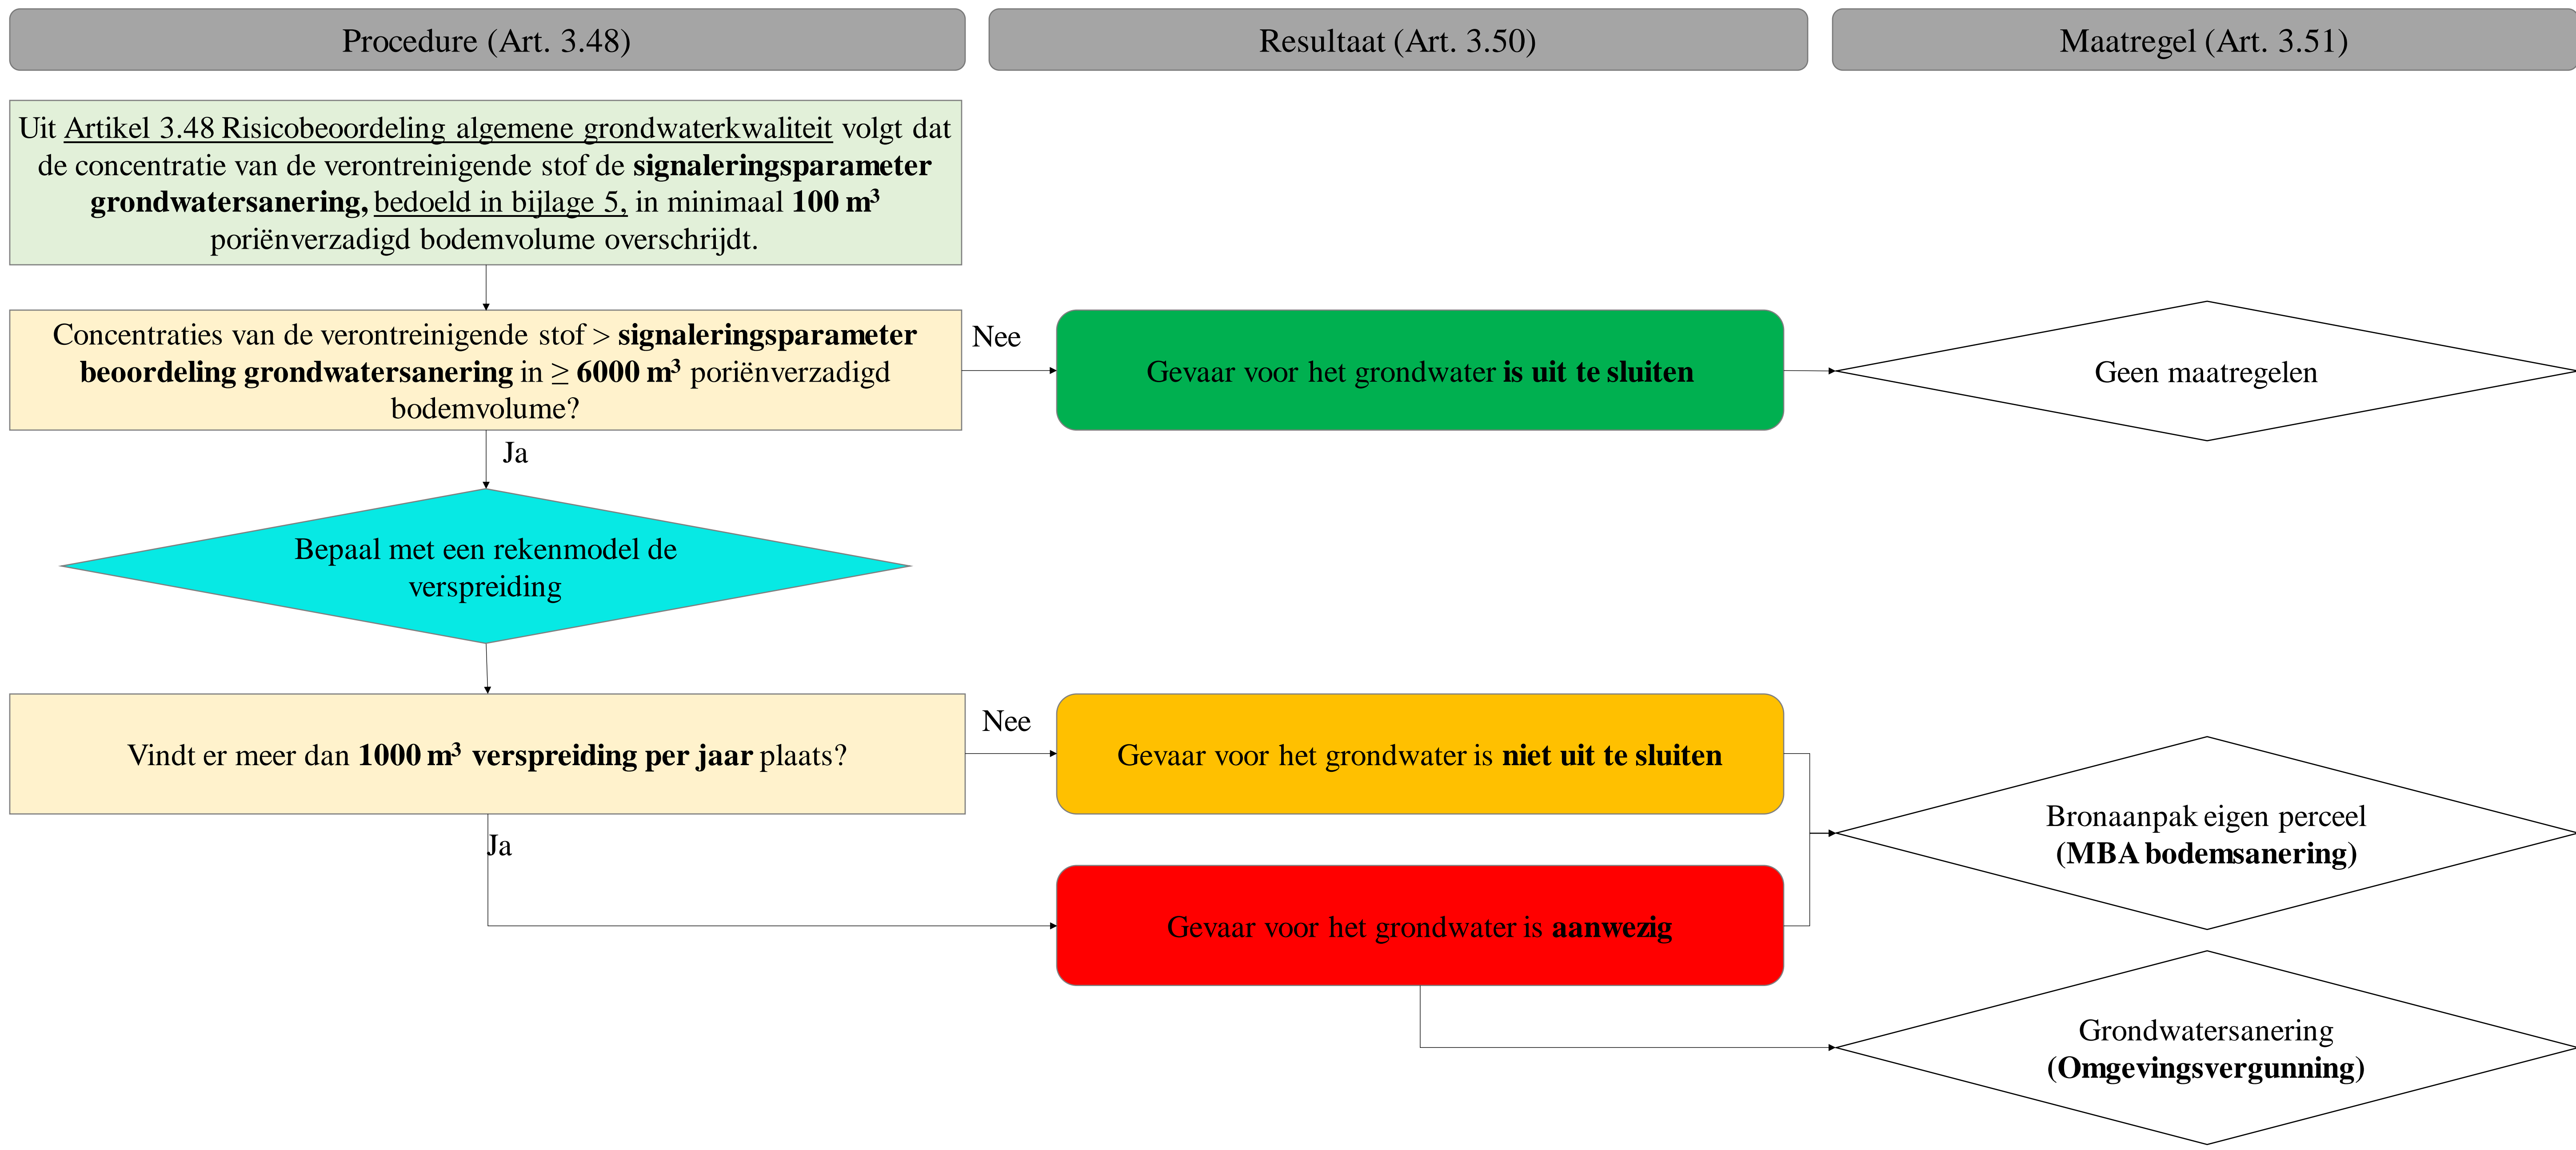 Procedure (Art. 3.48)
Resultaat (Art. 3.50)
Maatregel (Art. 3.51)
Uit Artikel 3.48 Risicobeoordeling algemene grondwaterkwaliteit volgt dat
de concentratie van de verontreinigende stof de signaleringsparameter
grondwatersanering, bedoeld in bijlage 5, in minimaal 100 m³
poriënverzadigd bodemvolume overschrijdt.
Concentraties van de verontreinigende stof > signaleringsparameter
beoordeling grondwatersanering in ≥ 6000 m³ poriënverzadigd
bodemvolume?
Nee
Gevaar voor het grondwater is uit te sluiten
Geen maatregelen
Ja
Bepaal met een rekenmodel de
verspreiding
Vindt er meer dan 1000 m³ verspreiding per jaar plaats?
Nee
Gevaar voor het grondwater is niet uit te sluiten
Bronaanpak eigen perceel
(MBA bodemsanering)
Ja
Gevaar voor het grondwater is aanwezig
Grondwatersanering
(Omgevingsvergunning)